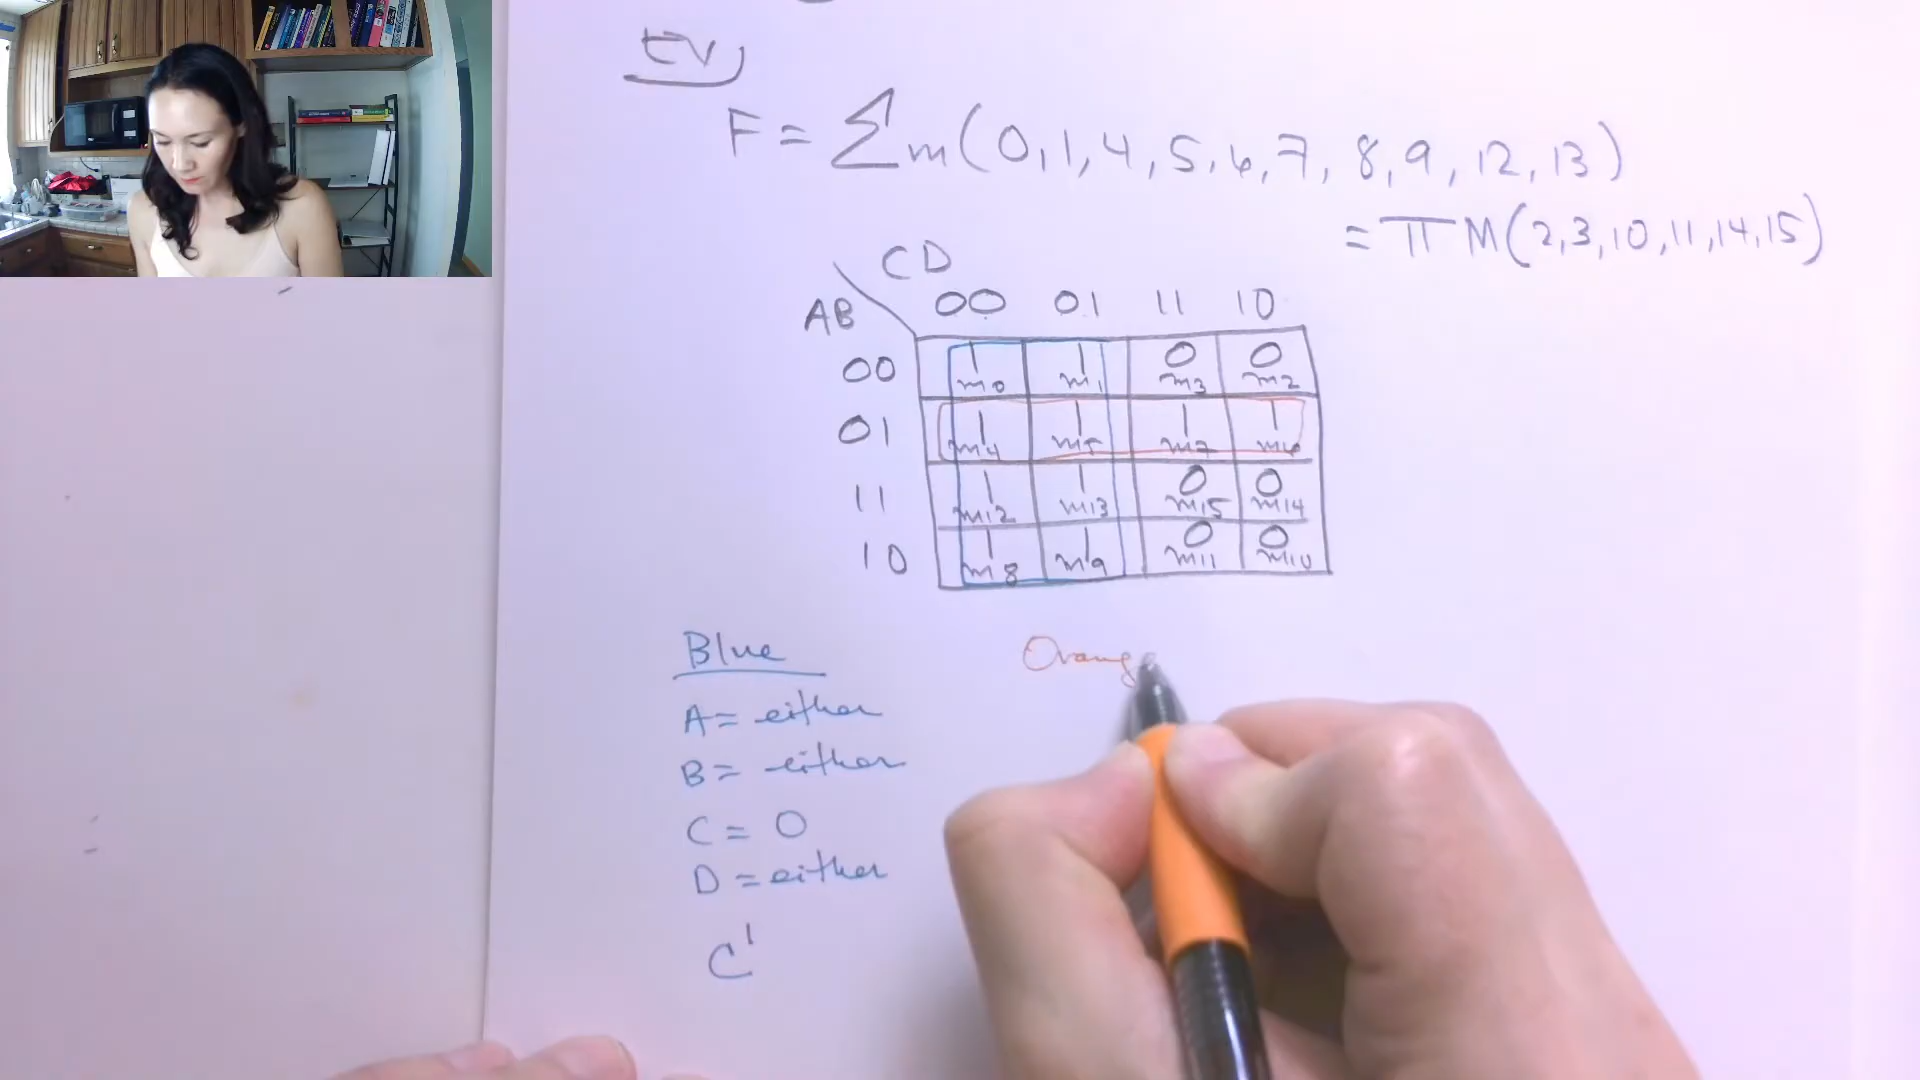 EX)
F = Σm(0,1,4,5,6,7,8,9,12,13)
= ΠM(2,3,10,11,14,15)
CD
AB 00 01 11 10
00 1 1 0 0
m0 m1 m3 m2
01 1 1 1 1
m4 m5 m7 m6
11 1 1 0 0
m12 m13 m15 m14
10 1 1 0 0
m8 m9 m11 m10
Blue Orang
A = either
B = either
C = 0
D = either
C'